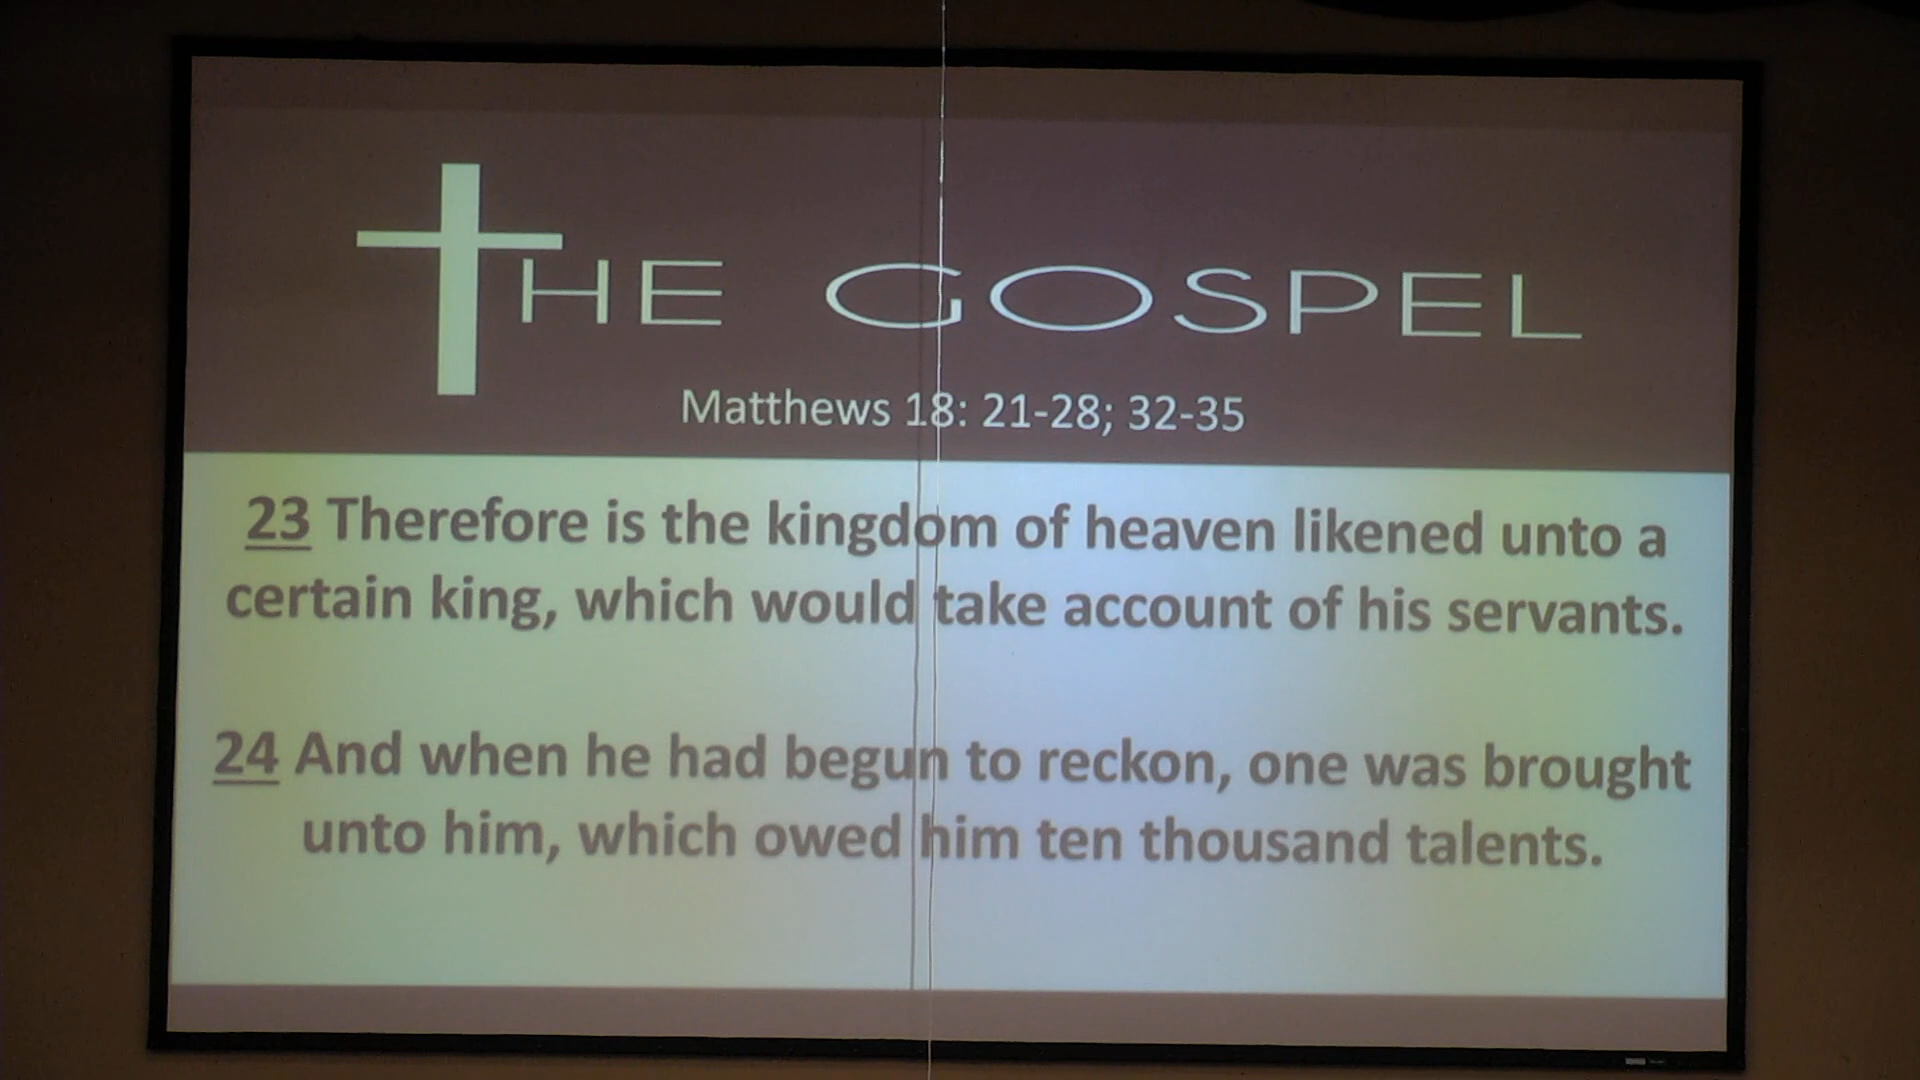 THE GOSPEL
Matthews 18: 21-28; 32-35
23 Therefore is the kingdom of heaven likened unto a
certain king, which would take account of his servants.
24 And when he had begun to reckon, one was brought
unto him, which owed him ten thousand talents.